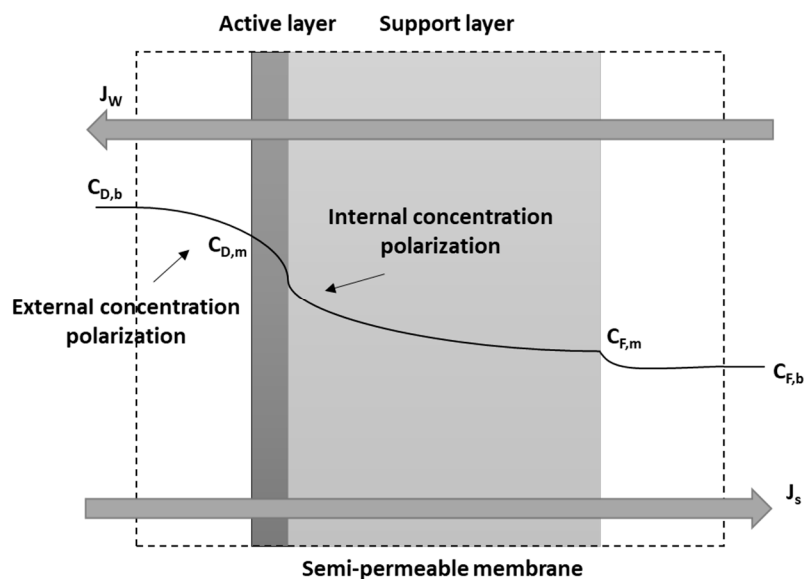 Active layer
Support layer
J_W
C_D,b
Internal concentration
polarization
C_D,m
External concentration
polarization
C_F,m
C_F,b
J_s
Semi-permeable membrane